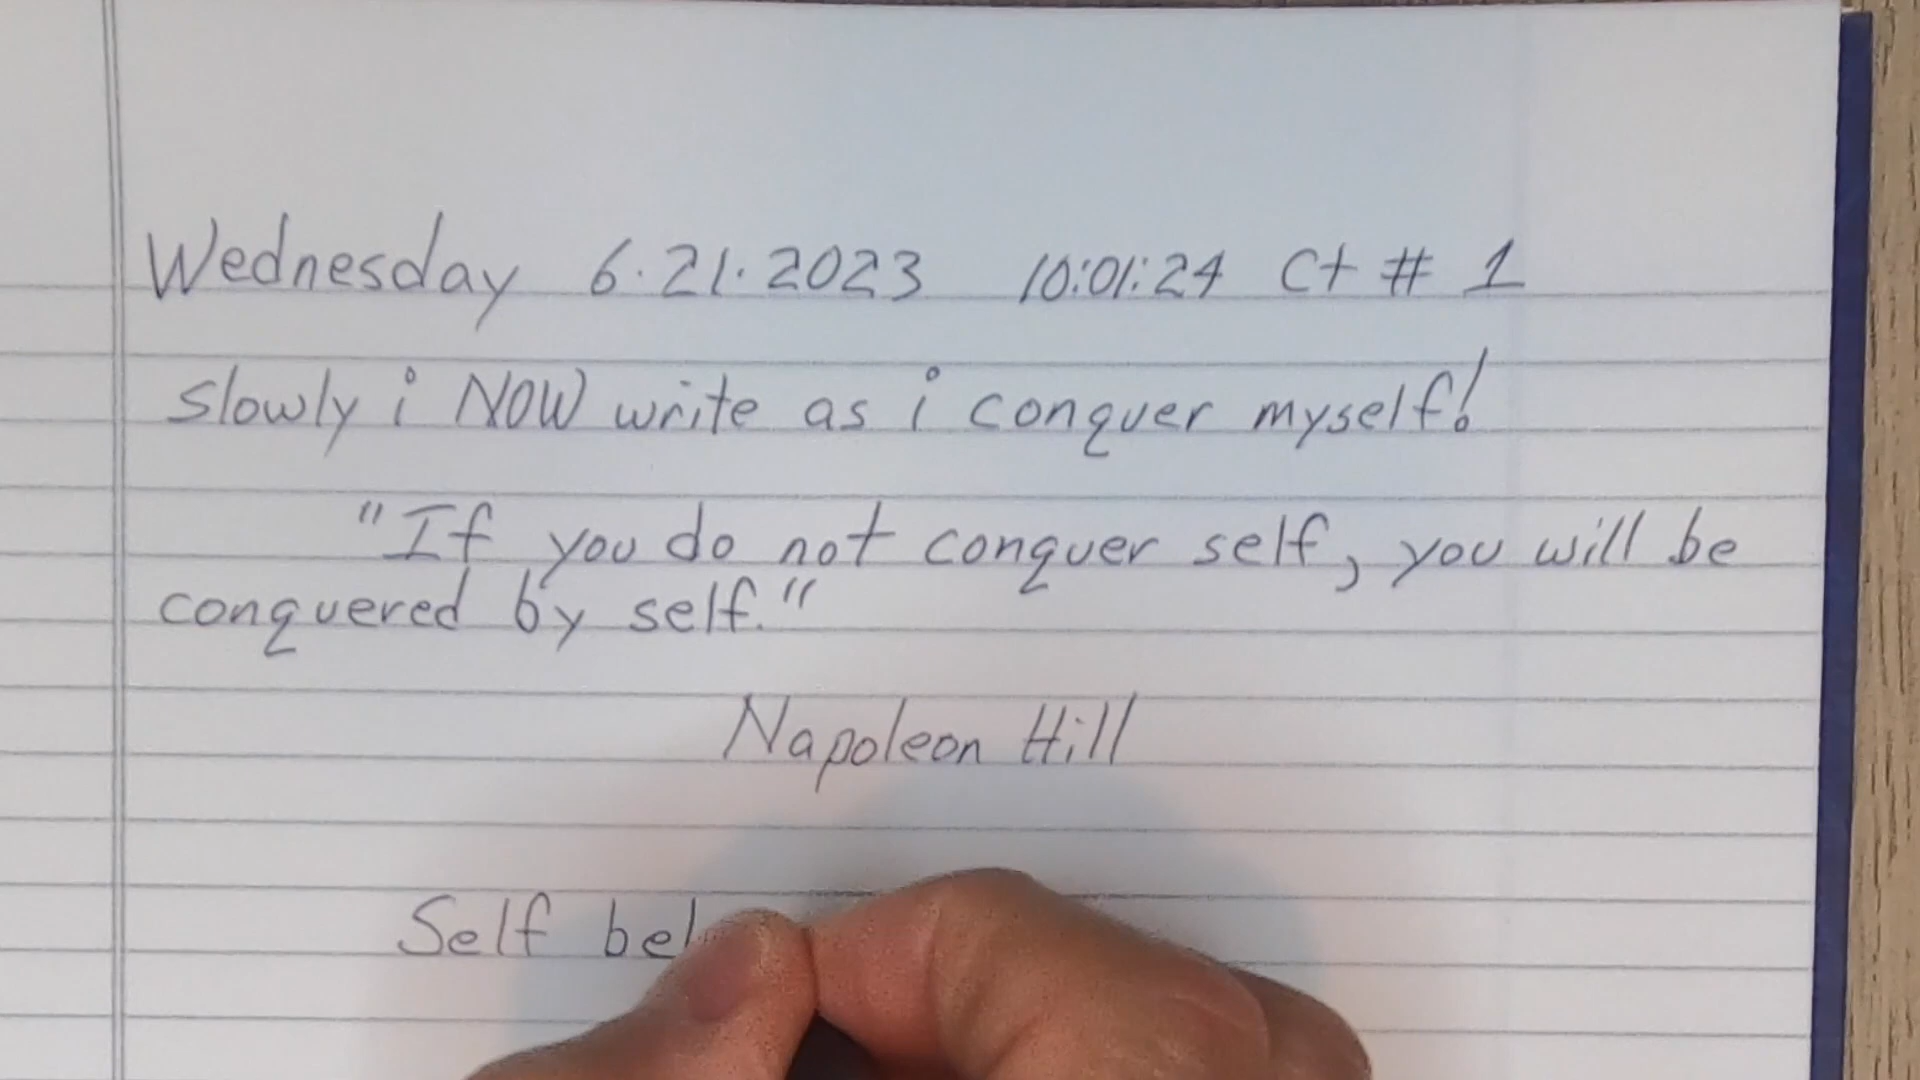 Wednesday 6.21.2023 10:01:24 Ct # 1
slowly i NOW write as i conquer myself!
"If you do not conquer self, you will be
conquered by self."
Napoleon Hill
Self bel